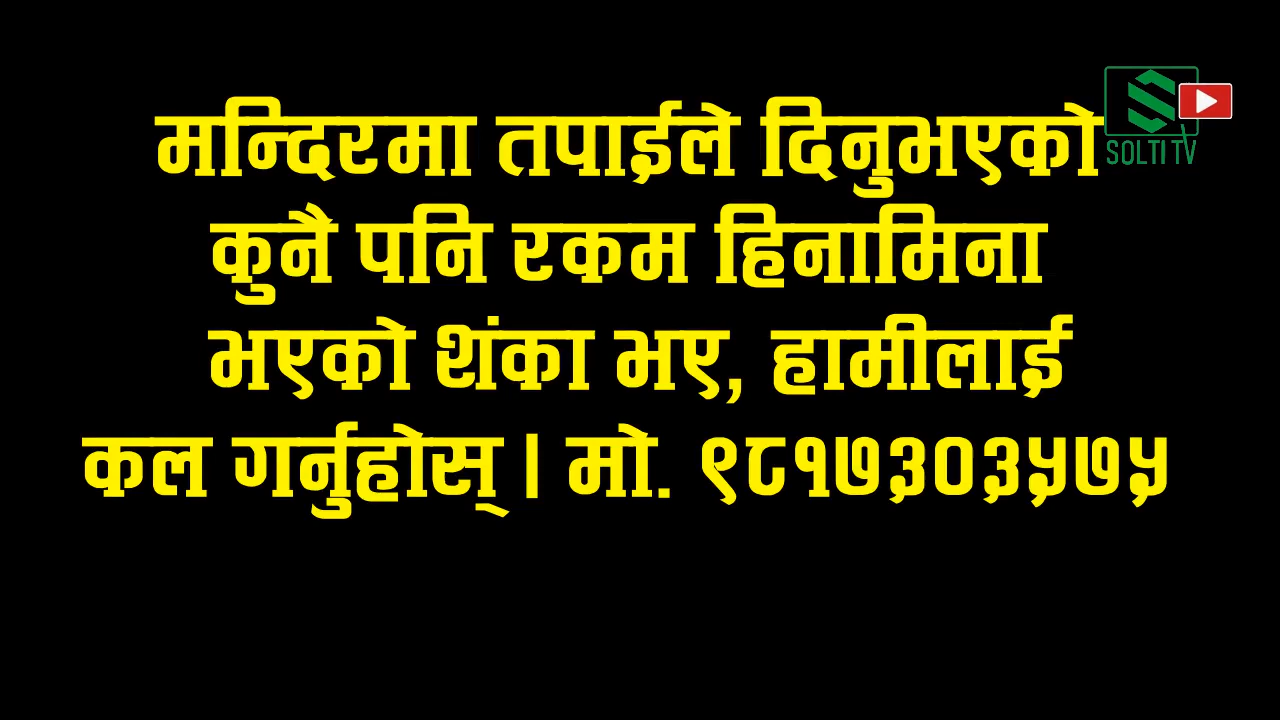 मन्दिरमा तपाईले दिनुभएको
SOLTI TV
कुनै पनि रकम हिनामिना
भएको शंका भए, हामीलाई
कल गर्नुहोस् । मो. ९८१७३०३५७५